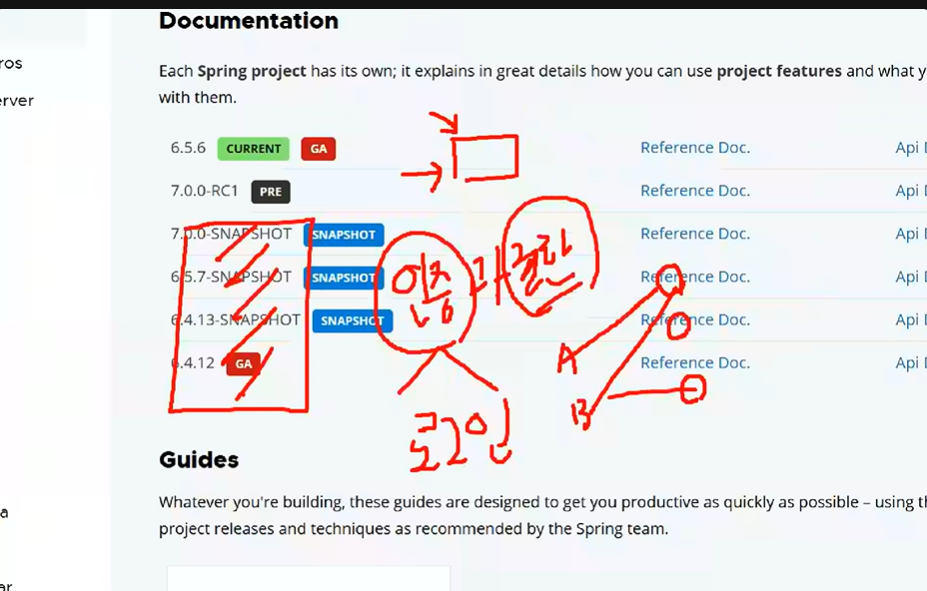 Documentation
ros
Each Spring project has its own; it explains in great details how you can use project features and what y
erver
with them.
6.5.6 CURRENT GA Reference Doc. Api
7.0.0-RC1 PRE Reference Doc. Api
7.0.0-SNAPSHOT SNAPSHOT Reference Doc. Api
6.5.7-SNAPSHOT SNAPSHOT 인증 과 권한 Reference Doc. Api
6.4.13-SNAPSHOT SNAPSHOT Reference Doc. Api
6.4.12 GA A Reference Doc. Api
B
로그인
Guides
Whatever you're building, these guides are designed to get you productive as quickly as possible – using th
a
project releases and techniques as recommended by the Spring team.
ar